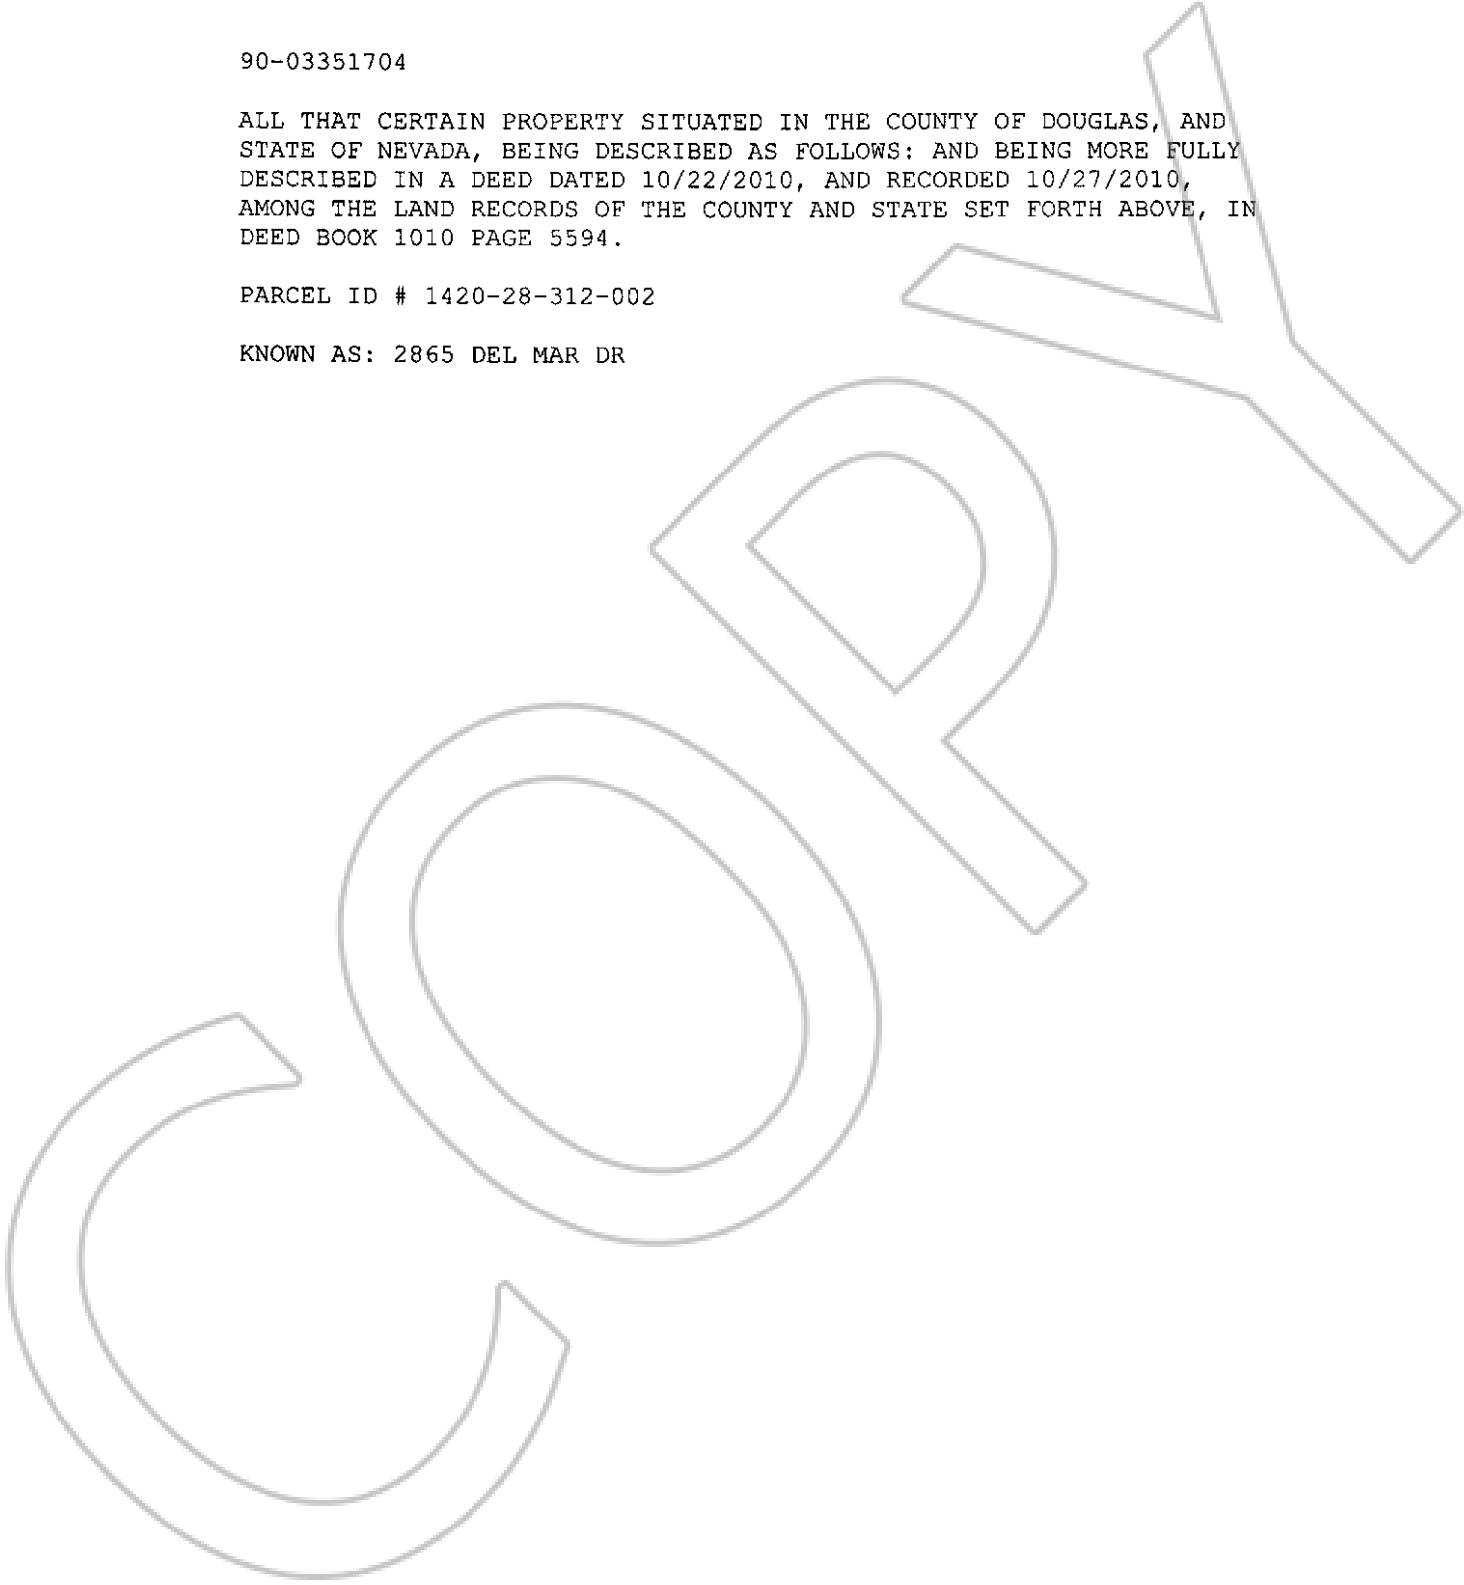 90-03351704
ALL THAT CERTAIN PROPERTY SITUATED IN THE COUNTY OF DOUGLAS, AND
STATE OF NEVADA, BEING DESCRIBED AS FOLLOWS: AND BEING MORE FULLY
DESCRIBED IN A DEED DATED 10/22/2010, AND RECORDED 10/27/2010,
AMONG THE LAND RECORDS OF THE COUNTY AND STATE SET FORTH ABOVE, IN
DEED BOOK 1010 PAGE 5594.
PARCEL ID # 1420-28-312-002
KNOWN AS: 2865 DEL MAR DR
COPY